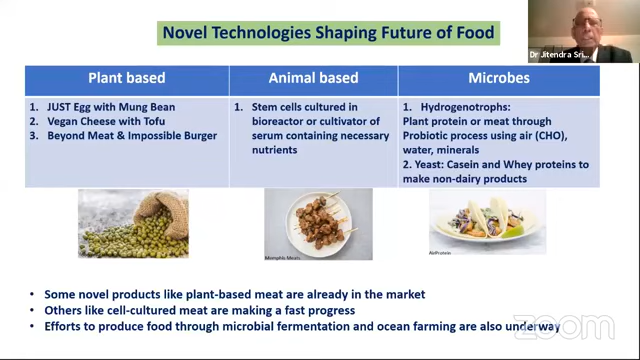 Novel Technologies Shaping Future of Food
Dr Jitendra Sri...
Plant based
Animal based
Microbes
1. JUST Egg with Mung Bean
2. Vegan Cheese with Tofu
3. Beyond Meat & Impossible Burger
1. Stem cells cultured in
bioreactor or cultivator of
serum containing necessary
nutrients
1. Hydrogenotrophs:
Plant protein or meat through
Probiotic process using air (CHO),
water, minerals
2. Yeast: Casein and Whey proteins to
make non-dairy products
Memphis Meats
AirProtein
• Some novel products like plant-based meat are already in the market
• Others like cell-cultured meat are making a fast progress
• Efforts to produce food through microbial fermentation and ocean farming are also underway
zoom